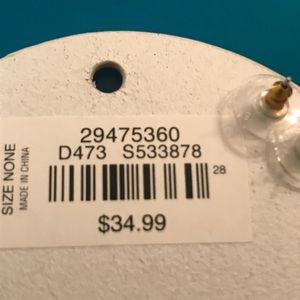 29475360
D473 S533878
28
$34.99
SIZE NONE
MADE IN CHINA